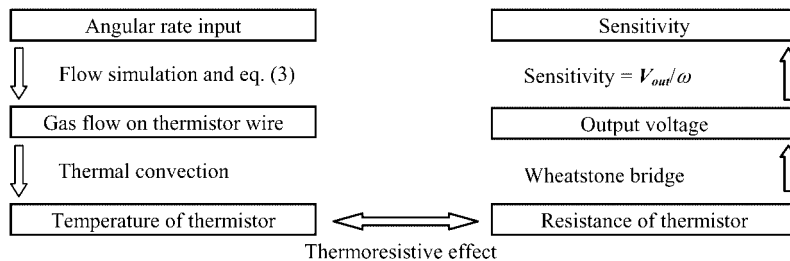 Angular rate input
Flow simulation and eq. (3)
Gas flow on thermistor wire
Thermal convection
Temperature of thermistor
Thermoresistive effect
Sensitivity
Sensitivity = Vout/ω
Output voltage
Wheatstone bridge
Resistance of thermistor